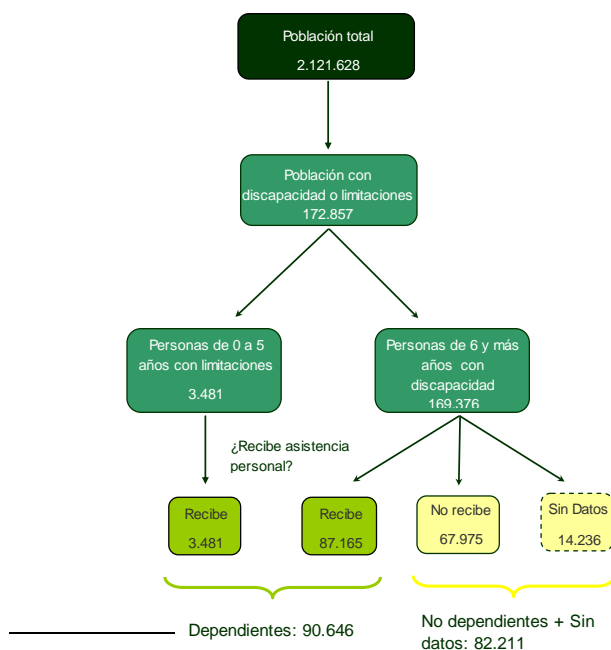 Población total
2.121.628
Población con
discapacidad o limitaciones
172.857
Personas de 0 a 5
años con limitaciones
3.481
Personas de 6 y más
años con
discapacidad
169.376
¿Recibe asistencia
personal?
Recibe
3.481
Recibe
87.165
No recibe
67.975
Sin Datos
14.236
Dependientes: 90.646
No dependientes + Sin
datos: 82.211